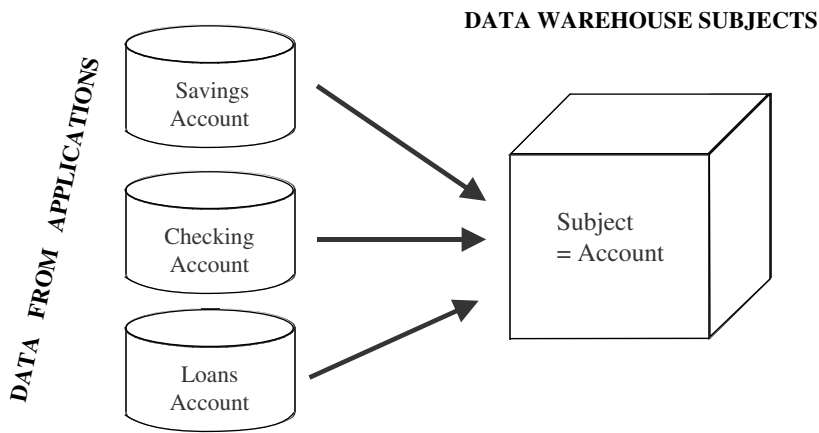 DATA WAREHOUSE SUBJECTS
DATA FROM APPLICATIONS
Savings
Account
Checking
Account
Loans
Account
Subject
= Account